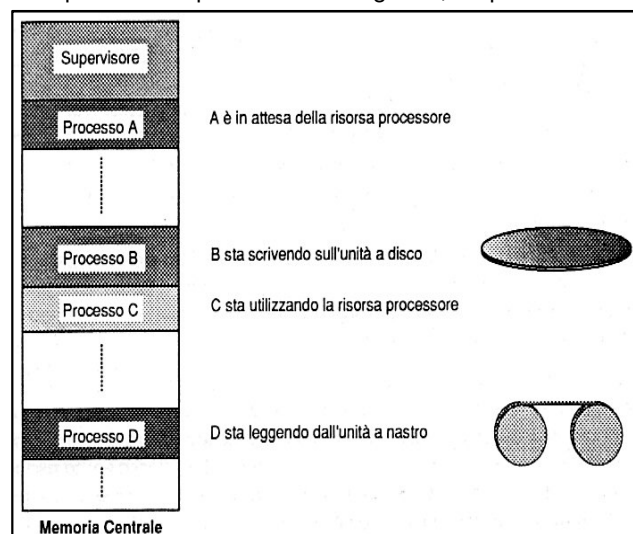 Supervisore
Processo A
A è in attesa della risorsa processore
Processo B
B sta scrivendo sull'unità a disco
Processo C
C sta utilizzando la risorsa processore
Processo D
D sta leggendo dall'unità a nastro
Memoria Centrale